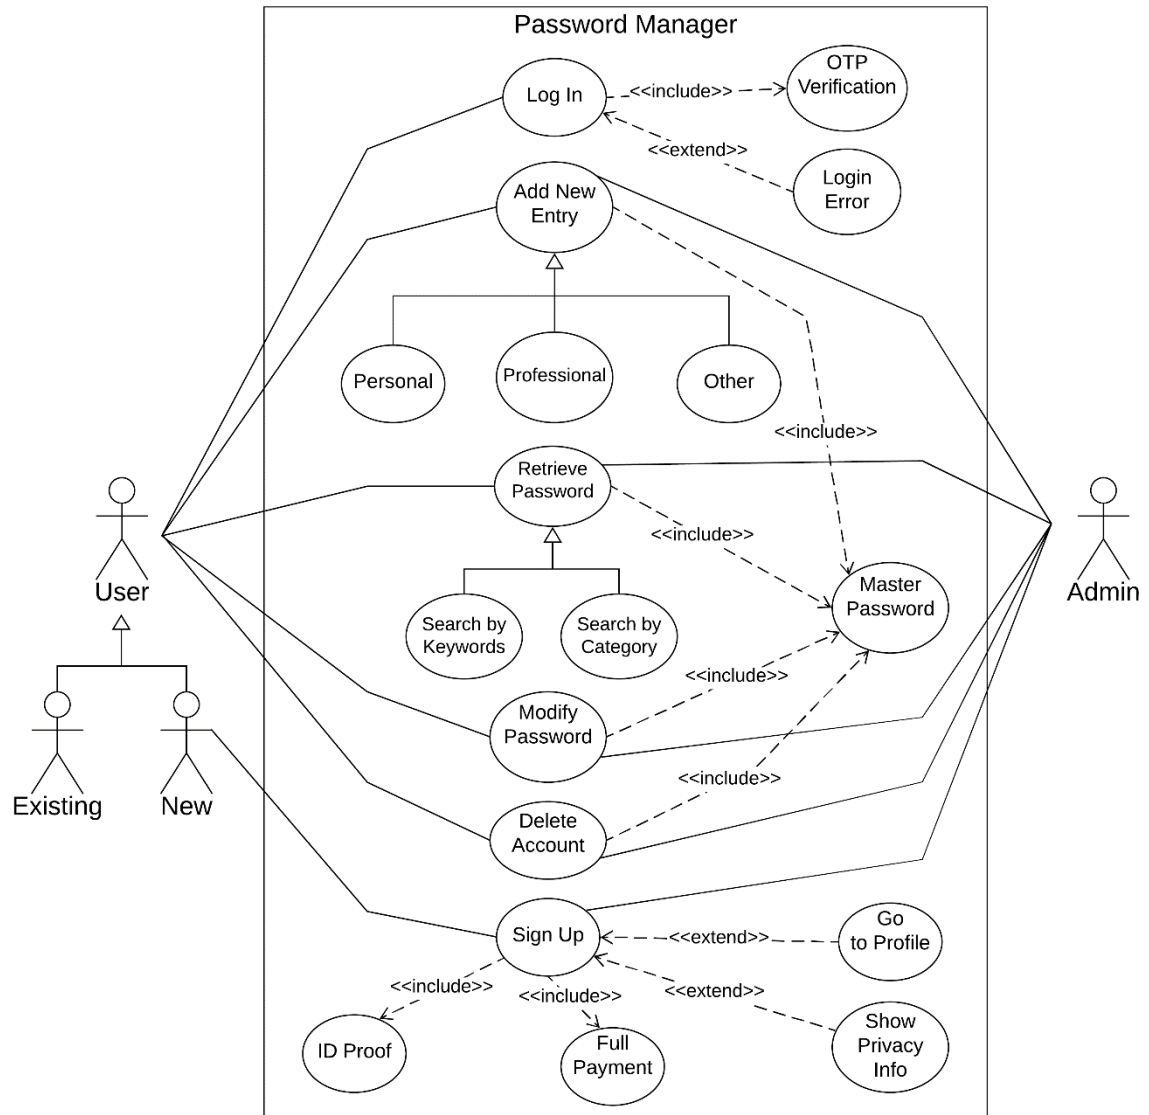 Password Manager
Log In
<<include>>
OTP
Verification
<<extend>>
Login
Error
Add New
Entry
Personal
Professional
Other
<<include>>
Retrieve
Password
<<include>>
User
Search by
Keywords
Search by
Category
Master
Password
Admin
<<include>>
Modify
Password
Existing
New
<<include>>
Delete
Account
Sign Up
<<extend>>
Go
to Profile
<<include>>
<<include>>
<<extend>>
ID Proof
Full
Payment
Show
Privacy
Info